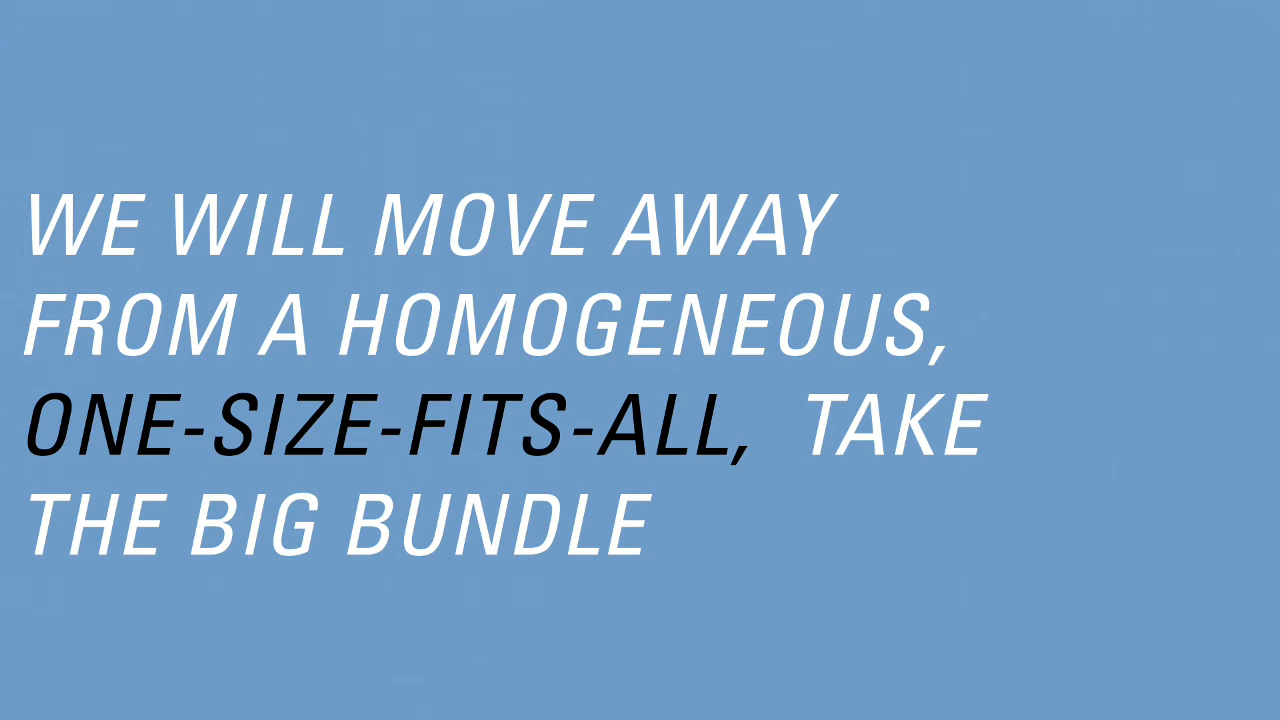 WE WILL MOVE AWAY
FROM A HOMOGENEOUS,
ONE-SIZE-FITS-ALL, TAKE
THE BIG BUNDLE